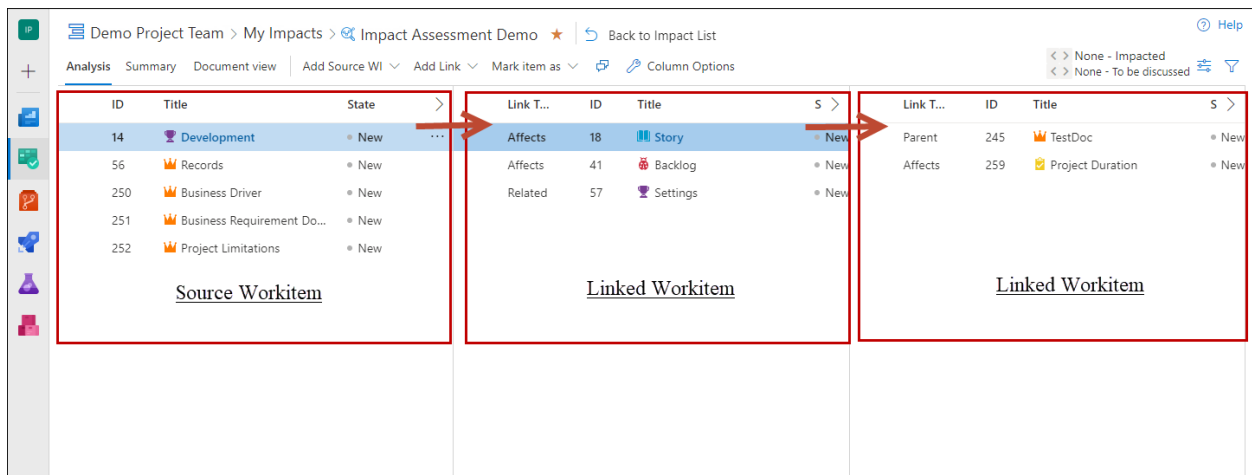 IP
Demo Project Team > My Impacts > Impact Assessment Demo ★ Back to Impact List
Help
Analysis Summary Document view Add Source WI Add Link Mark item as Column Options
< > None - Impacted
< > None - To be discussed
ID Title State >
14 Development New ...
56 Records New
250 Business Driver New
251 Business Requirement Do... New
252 Project Limitations New
Source Workitem
Link T... ID Title S >
Affects 18 Story New
Affects 41 Backlog New
Related 57 Settings New
Linked Workitem
Link T... ID Title S >
Parent 245 TestDoc New
Affects 259 Project Duration New
Linked Workitem